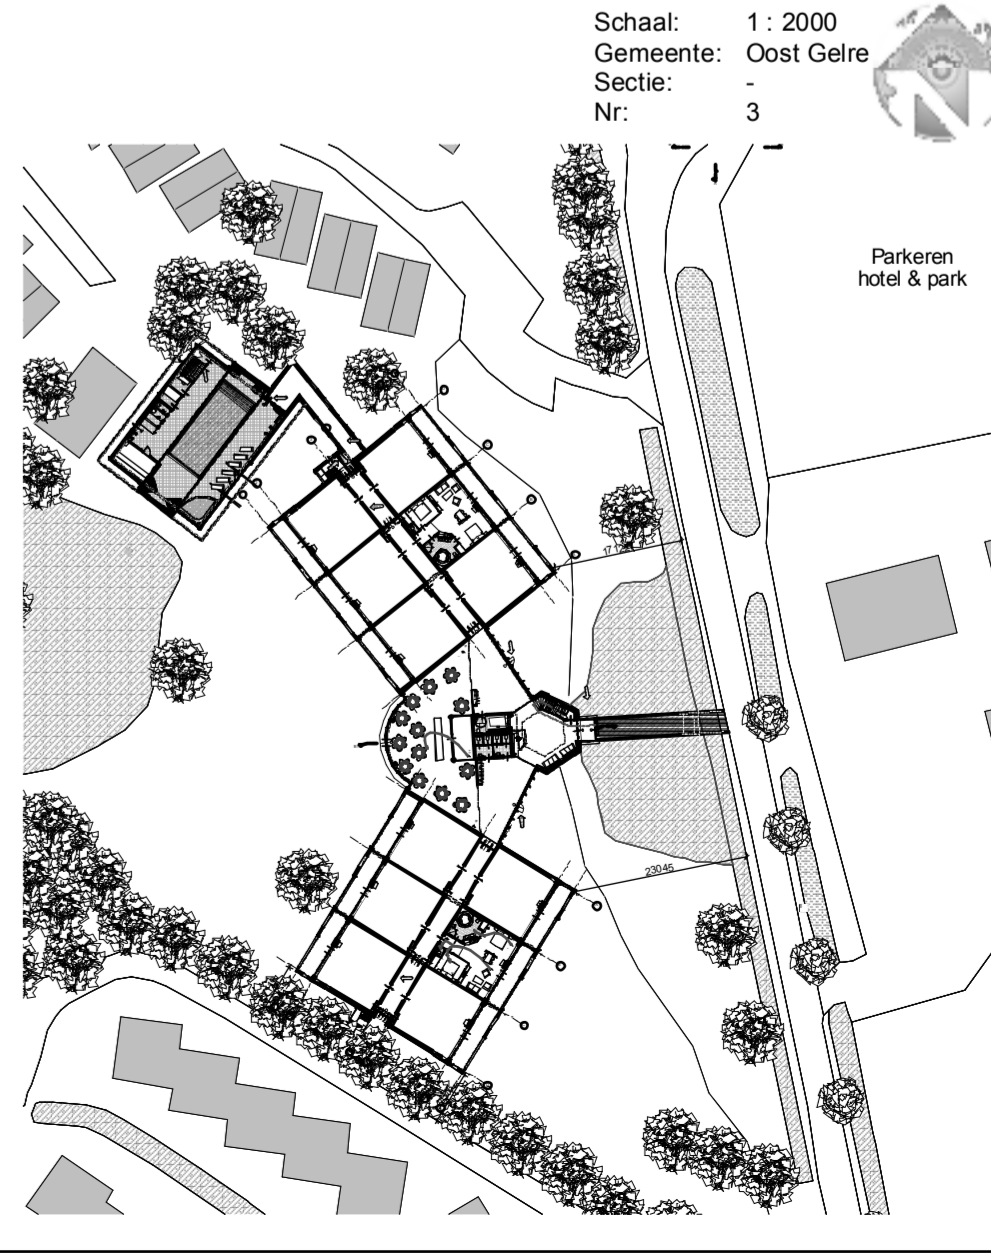 Schaal: 1 : 2000
Gemeente: Oost Gelre
Sectie: -
Nr: 3
Parkeren
hotel & park
23045